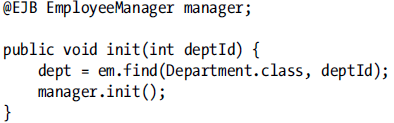 @EJB EmployeeManager manager;

public void init(int deptId) {
    dept = em.find(Department.class, deptId);
    manager.init();
}